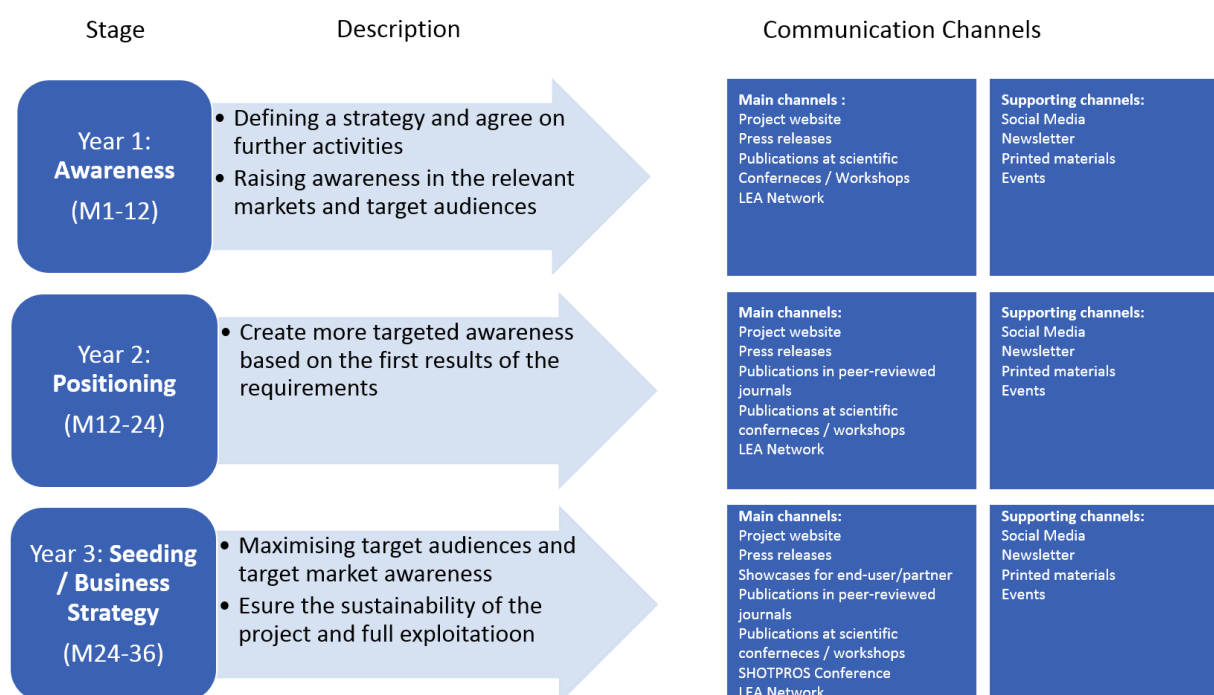 Stage
Description
Communication Channels
Year 1:
Awareness
(M1-12)
• Defining a strategy and agree on
further activities
• Raising awareness in the relevant
markets and target audiences
Main channels :
Project website
Press releases
Publications at scientific
Conferneces / Workshops
LEA Network
Supporting channels:
Social Media
Newsletter
Printed materials
Events
Year 2:
Positioning
(M12-24)
• Create more targeted awareness
based on the first results of the
requirements
Main channels:
Project website
Press releases
Publications in peer-reviewed
journals
Publications at scientific
conferneces / workshops
LEA Network
Supporting channels:
Social Media
Newsletter
Printed materials
Events
Year 3: Seeding
/ Business
Strategy
(M24-36)
• Maximising target audiences and
target market awareness
• Esure the sustainability of the
project and full exploitatioon
Main channels:
Project website
Press releases
Showcases for end-user/partner
Publications in peer-reviewed
journals
Publications at scientific
conferneces / workshops
SHOTPROS Conference
LEA Network
Supporting channels:
Social Media
Newsletter
Printed materials
Events